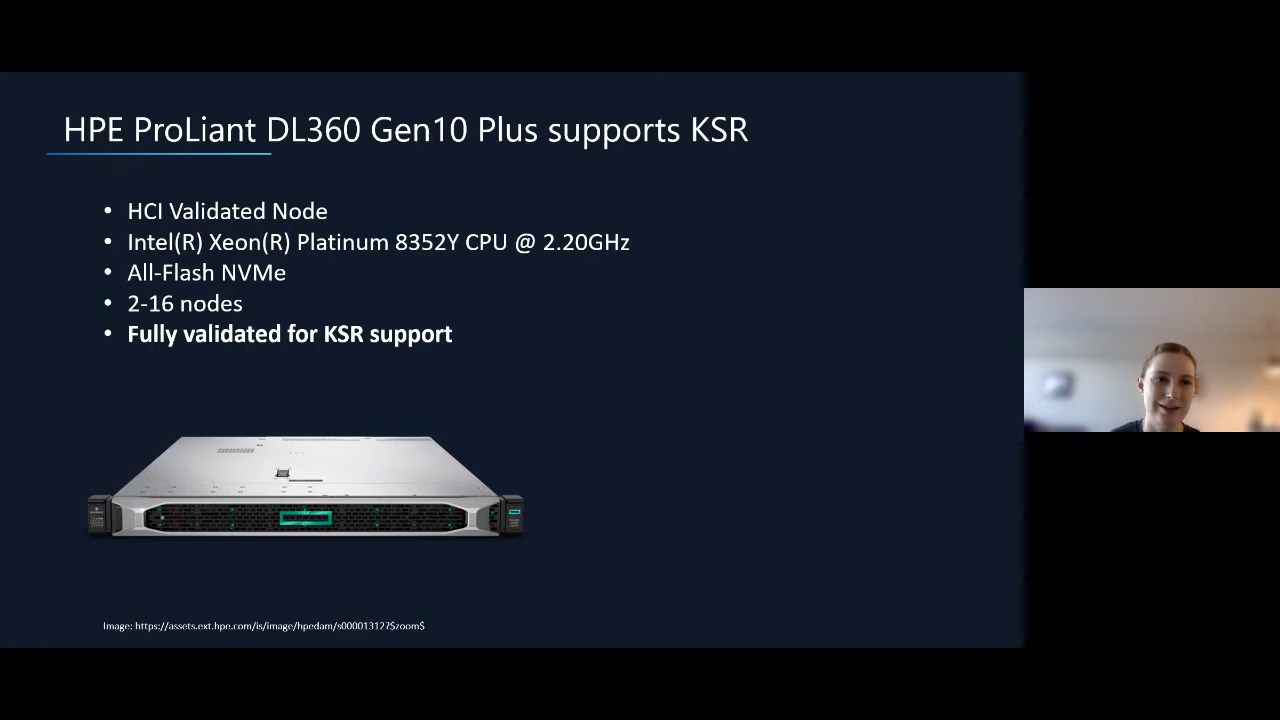 HPE ProLiant DL360 Gen10 Plus supports KSR
• HCI Validated Node
• Intel(R) Xeon(R) Platinum 8352Y CPU @ 2.20GHz
• All-Flash NVMe
• 2-16 nodes
• Fully validated for KSR support
Image: https://assets.ext.hpe.com/is/image/hpedam/s00013127$zoom$